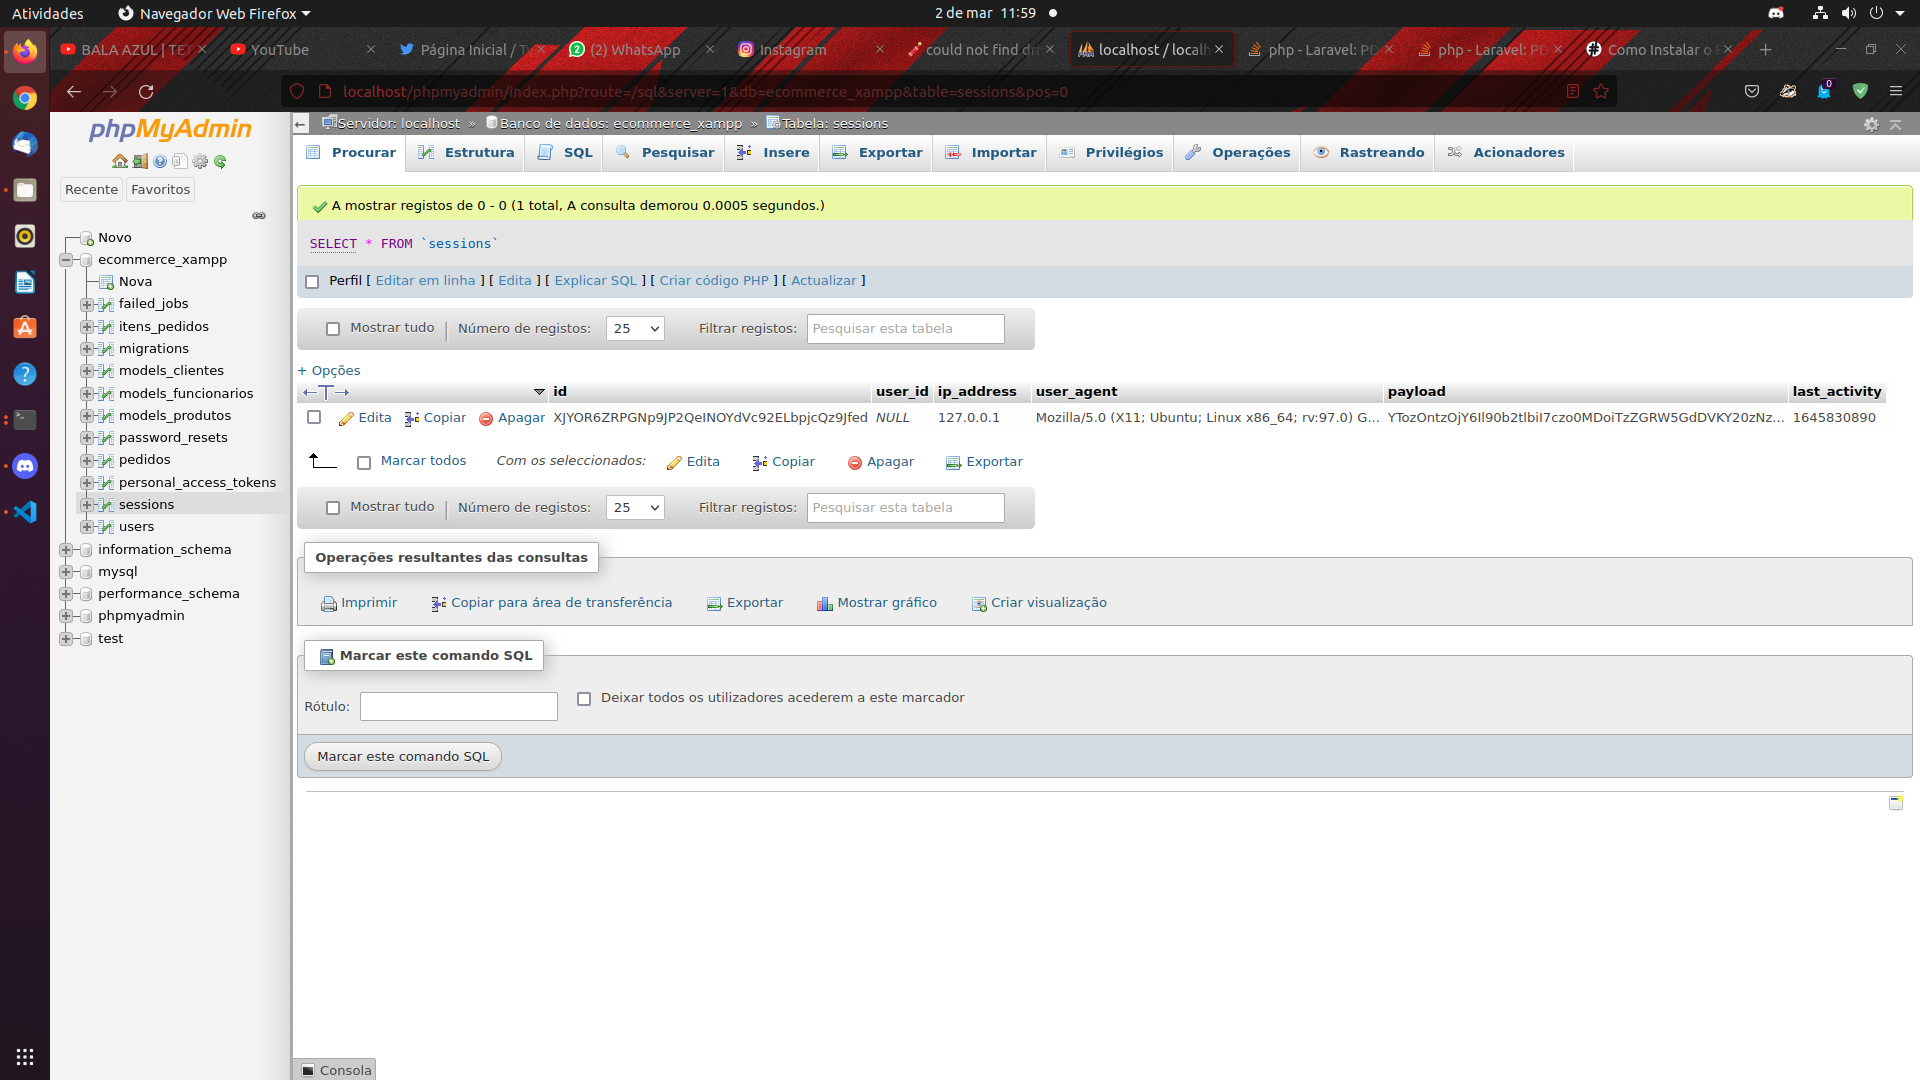 Atividades
Navegador Web Firefox
2 de mar 11:59
BALA AZUL | TET
YouTube
Página Inicial / Tw
(2) WhatsApp
Instagram
could not find dri
localhost / localh
php - Laravel: PD
php - Laravel: PD
Como Instalar o P
localhost/phpmyadmin/index.php?route=/sql&server=1&db=ecommerce_xampp&table=sessions&pos=0
0
phpMyAdmin
Recente
Favoritos
Novo
ecommerce_xampp
Nova
failed_jobs
itens_pedidos
migrations
models_clientes
models_funcionarios
models_produtos
password_resets
pedidos
personal_access_tokens
sessions
users
information_schema
mysql
performance_schema
phpmyadmin
test
Servidor: localhost » Banco de dados: ecommerce_xampp » Tabela: sessions
Procurar
Estrutura
SQL
Pesquisar
Insere
Exportar
Importar
Privilégios
Operações
Rastreando
Acionadores
A mostrar registos de 0 - 0 (1 total, A consulta demorou 0.0005 segundos.)
SELECT * FROM `sessions`
Perfil [ Editar em linha ] [ Edita ] [ Explicar SQL ] [ Criar código PHP ] [ Actualizar ]
Mostrar tudo
Número de registos:
25
Filtrar registos:
Pesquisar esta tabela
+ Opções
id user_id ip_address user_agent payload last_activity
Edita Copiar Apagar XJYOR6ZRPGNp9JP2QeINOYdVc92ELbpjcQz9Jfed NULL 127.0.0.1 Mozilla/5.0 (X11; Ubuntu; Linux x86_64; rv:97.0) G... YTozOntzOjY6Il90b2tlbiI7czo0MDoiTzZGRW5GdDVKY20zNz... 1645830890
Marcar todos
Com os seleccionados:
Edita
Copiar
Apagar
Exportar
Mostrar tudo
Número de registos:
25
Filtrar registos:
Pesquisar esta tabela
Operações resultantes das consultas
Imprimir
Copiar para área de transferência
Exportar
Mostrar gráfico
Criar visualização
Marcar este comando SQL
Rótulo:
Deixar todos os utilizadores acederem a este marcador
Marcar este comando SQL
Consola